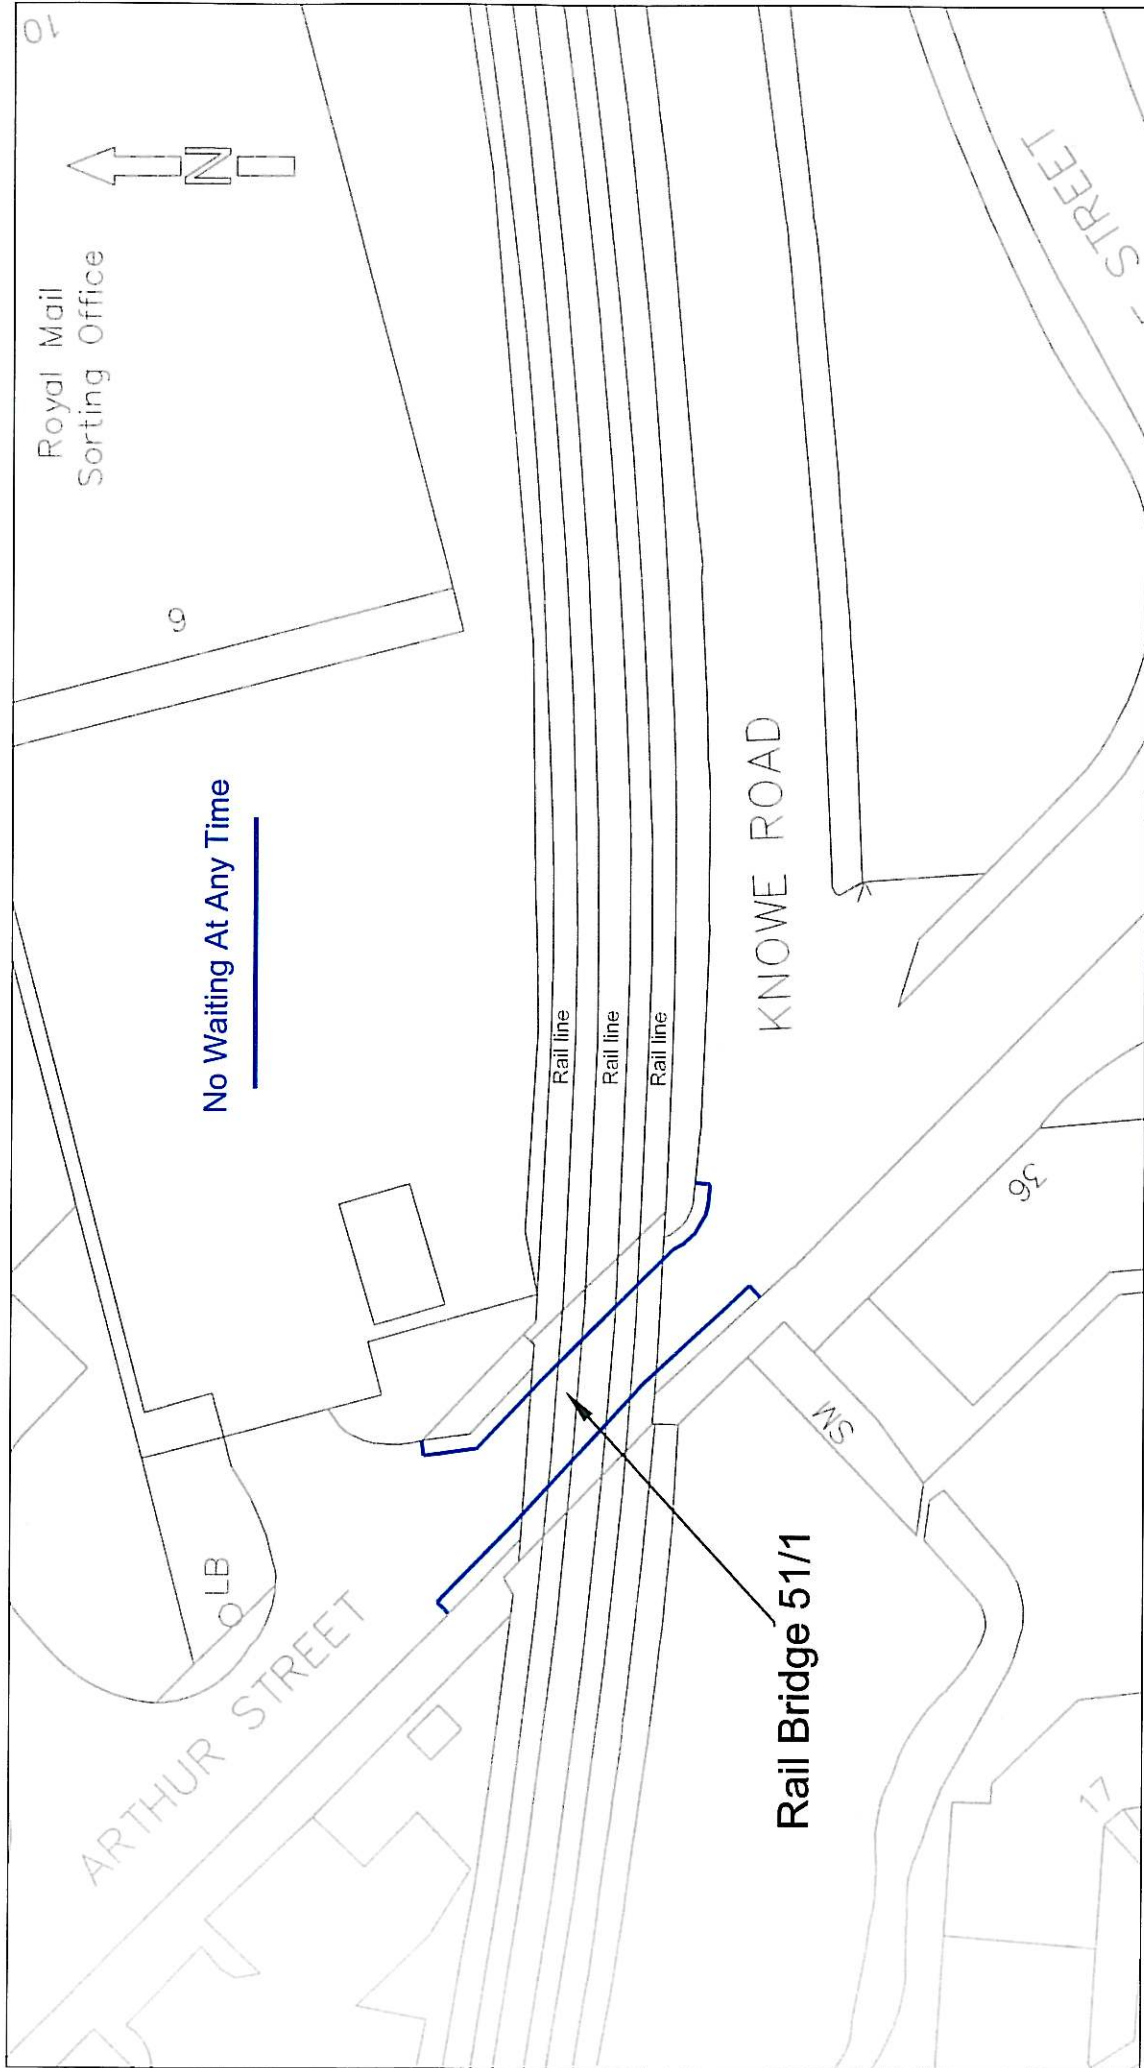 10
Royal Mail
Sorting Office
N
9
No Waiting At Any Time
LB
ARTHUR STREET
Rail line
Rail line
Rail line
KNOWE ROAD
STREET
36
SM
Rail Bridge 51/1
17